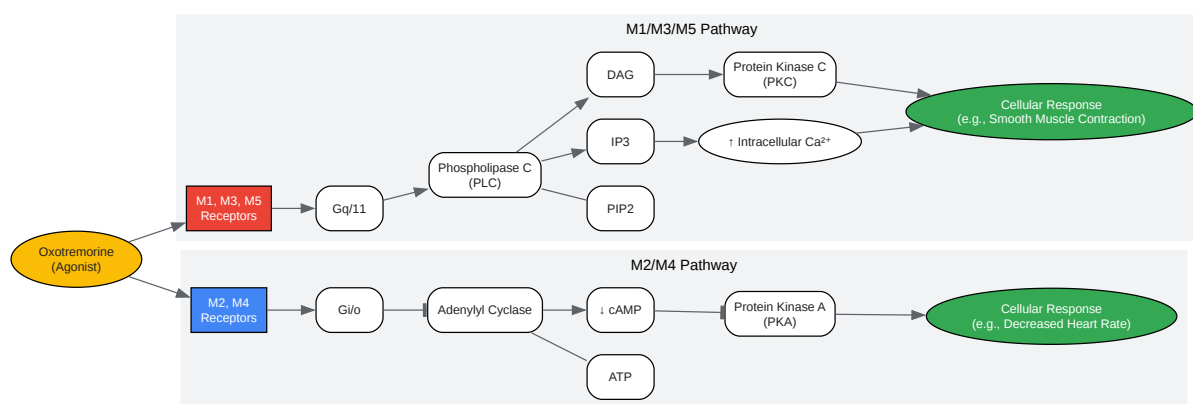 M1/M3/M5 Pathway
DAG
Protein Kinase C
(PKC)
Cellular Response
(e.g., Smooth Muscle Contraction)
IP3
↑ Intracellular Ca²⁺
Phospholipase C
(PLC)
M1, M3, M5
Receptors
Gq/11
PIP2
Oxotremorine
(Agonist)
M2/M4 Pathway
M2, M4
Receptors
Gi/o
Adenylyl Cyclase
↓ cAMP
Protein Kinase A
(PKA)
Cellular Response
(e.g., Decreased Heart Rate)
ATP